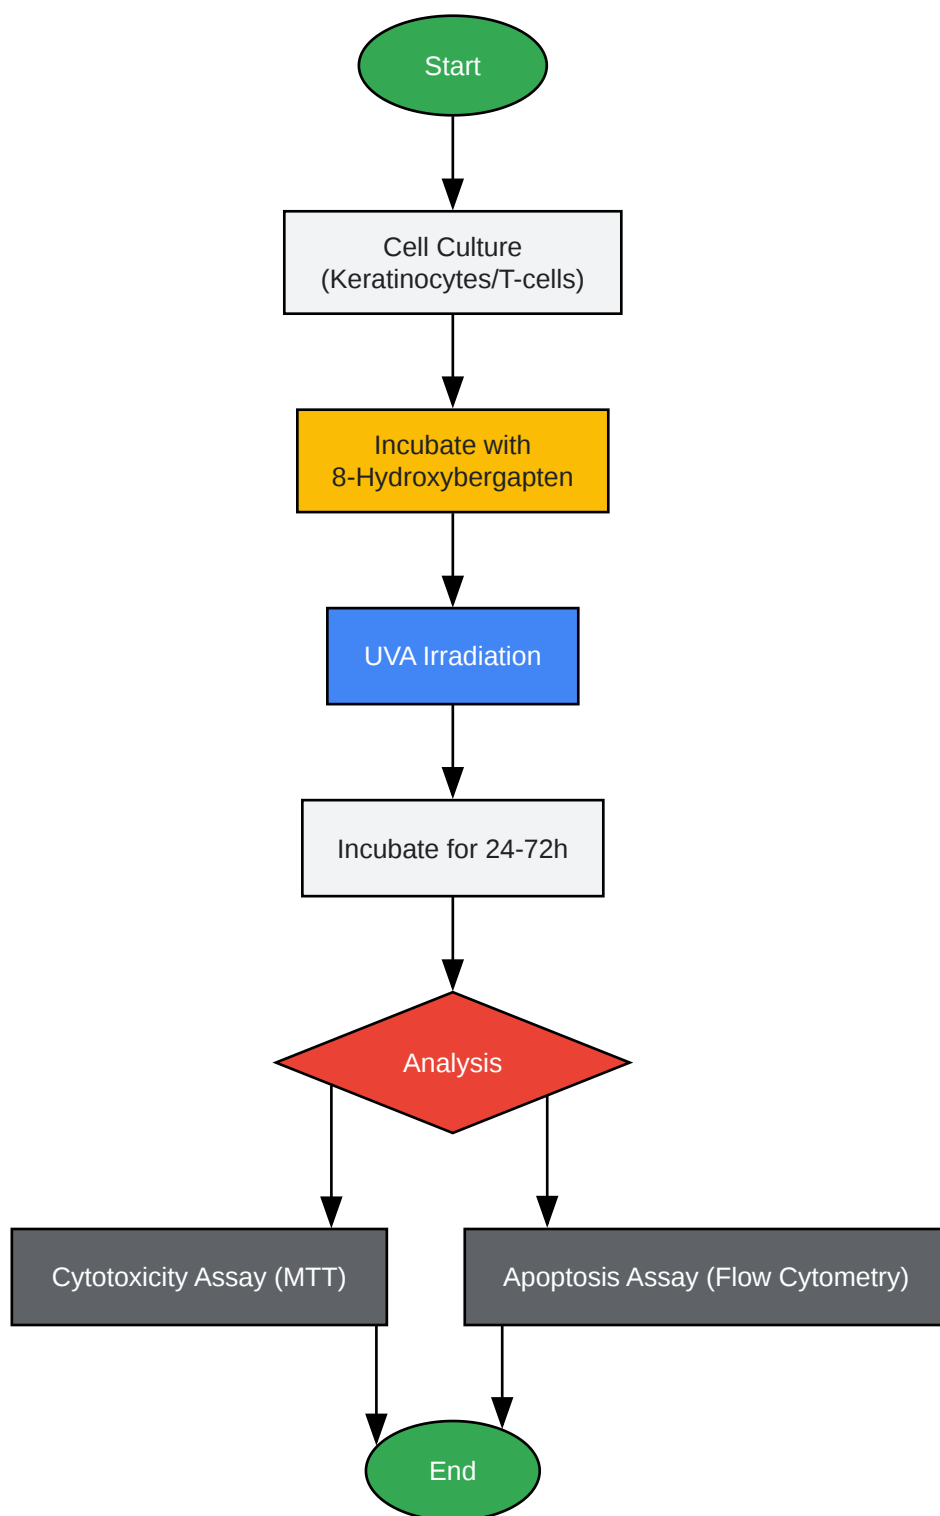 Start
Cell Culture
(Keratinocytes/T-cells)
Incubate with
8-Hydroxybergapten
UVA Irradiation
Incubate for 24-72h
Analysis
Cytotoxicity Assay (MTT)
Apoptosis Assay (Flow Cytometry)
End